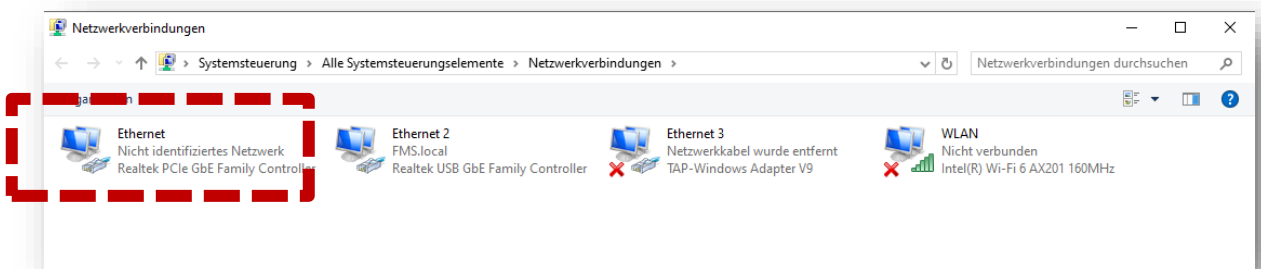 Netzwerkverbindungen
Systemsteuerung > Alle Systemsteuerungselemente > Netzwerkverbindungen >
Netzwerkverbindungen durchsuchen
Ethernet
Nicht identifiziertes Netzwerk
Realtek PCIe GbE Family Controller
Ethernet 2
FMS.local
Realtek USB GbE Family Controller
Ethernet 3
Netzwerkkabel wurde entfernt
TAP-Windows Adapter V9
WLAN
Nicht verbunden
Intel(R) Wi-Fi 6 AX201 160MHz